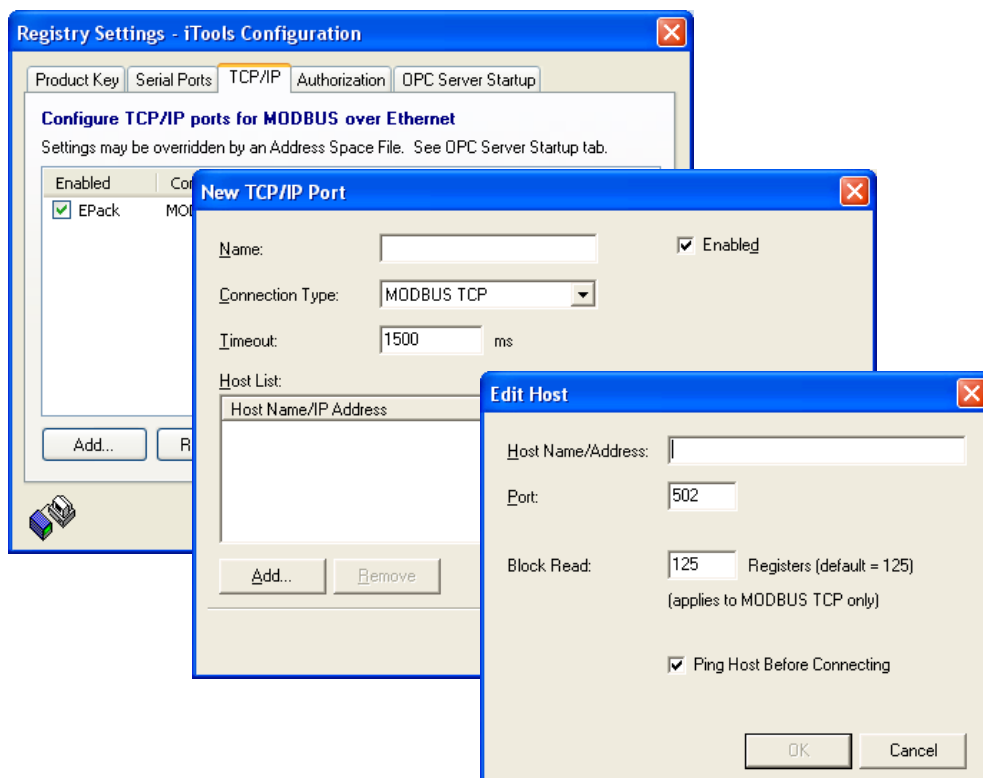 Registry Settings - iTools Configuration
Product Key Serial Ports TCP/IP Authorization OPC Server Startup
Configure TCP/IP ports for MODBUS over Ethernet
Settings may be overridden by an Address Space File. See OPC Server Startup tab.
Enabled
EPack
Add...
New TCP/IP Port
Name:
Enabled
Connection Type: MODBUS TCP
Timeout: 1500 ms
Host List:
Host Name/IP Address
Add... Remove
Edit Host
Host Name/Address:
Port: 502
Block Read: 125 Registers (default = 125)
(applies to MODBUS TCP only)
Ping Host Before Connecting
OK Cancel